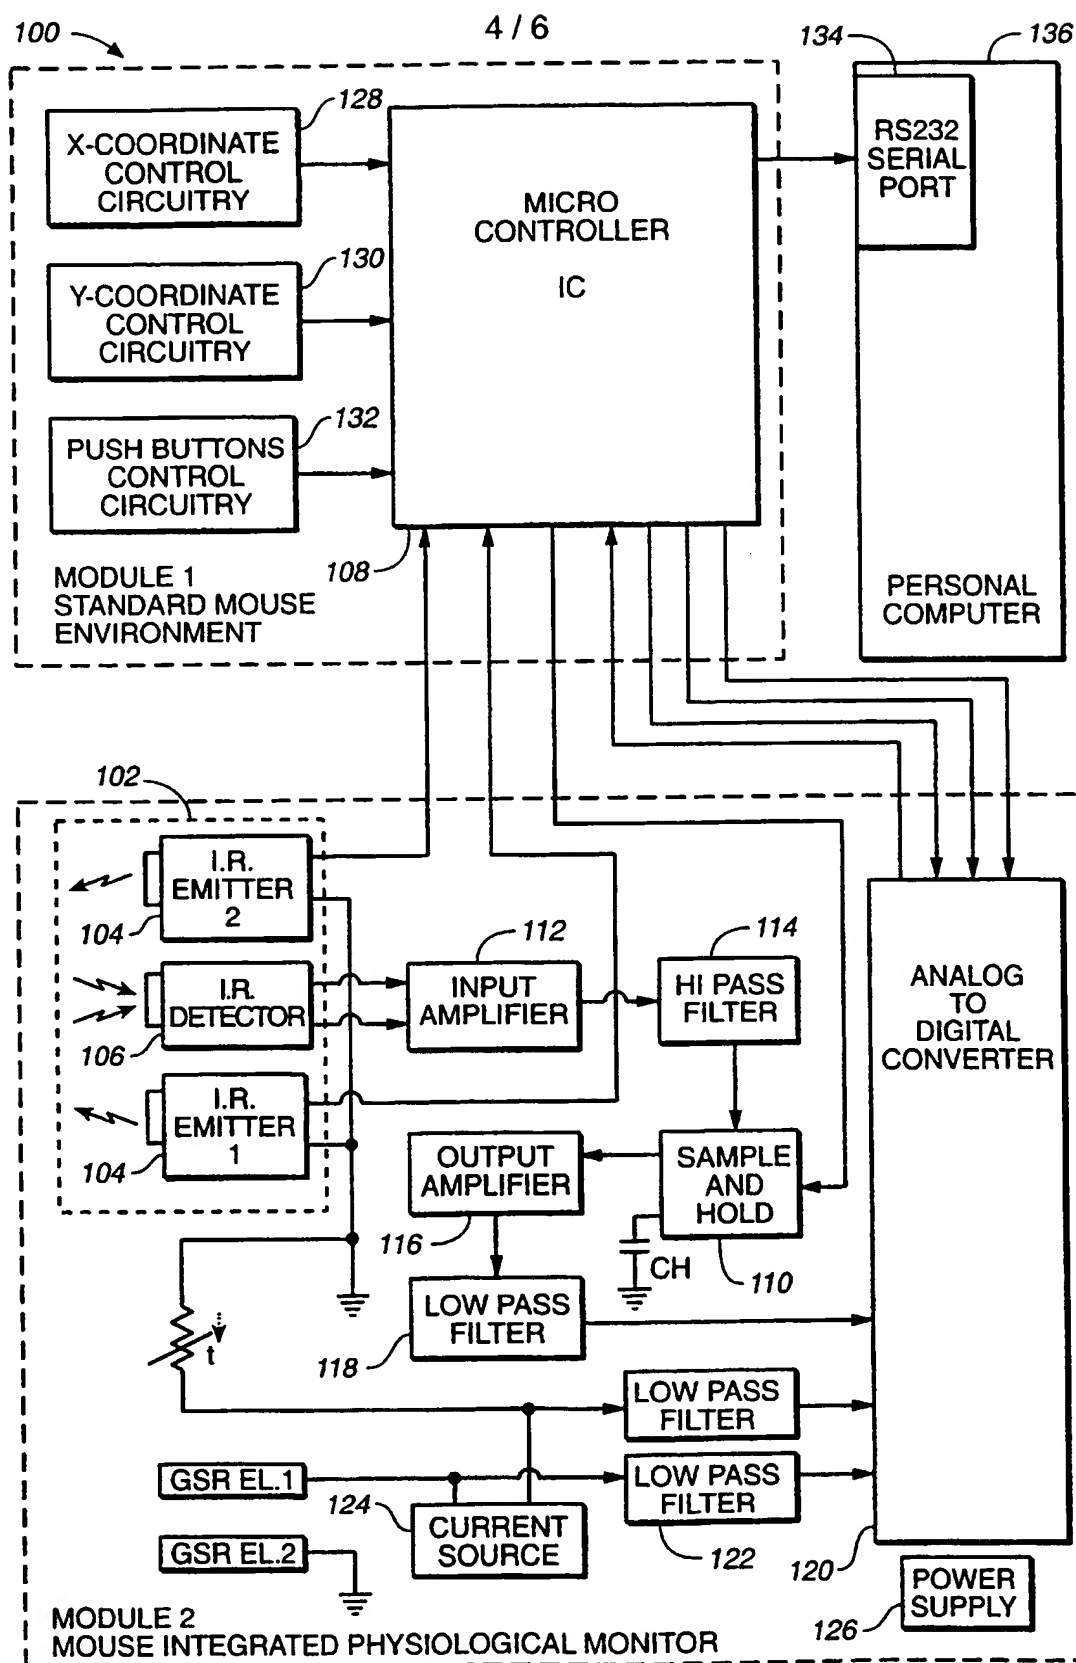 4 / 6
100
134
136
128
X-COORDINATE
CONTROL
CIRCUITRY
MICRO
CONTROLLER
IC
RS232
SERIAL
PORT
130
Y-COORDINATE
CONTROL
CIRCUITRY
132
PUSH BUTTONS
CONTROL
CIRCUITRY
108
MODULE 1
STANDARD MOUSE
ENVIRONMENT
PERSONAL
COMPUTER
102
I.R.
EMITTER
2
104
112
114
I.R.
DETECTOR
106
INPUT
AMPLIFIER
HI PASS
FILTER
ANALOG
TO
DIGITAL
CONVERTER
I.R.
EMITTER
1
104
OUTPUT
AMPLIFIER
116
SAMPLE
AND
HOLD
110
CH
LOW PASS
FILTER
118
t
LOW PASS
FILTER
GSR EL.1
LOW PASS
FILTER
124
CURRENT
SOURCE
122
120
GSR EL.2
POWER
SUPPLY
126
MODULE 2
MOUSE INTEGRATED PHYSIOLOGICAL MONITOR